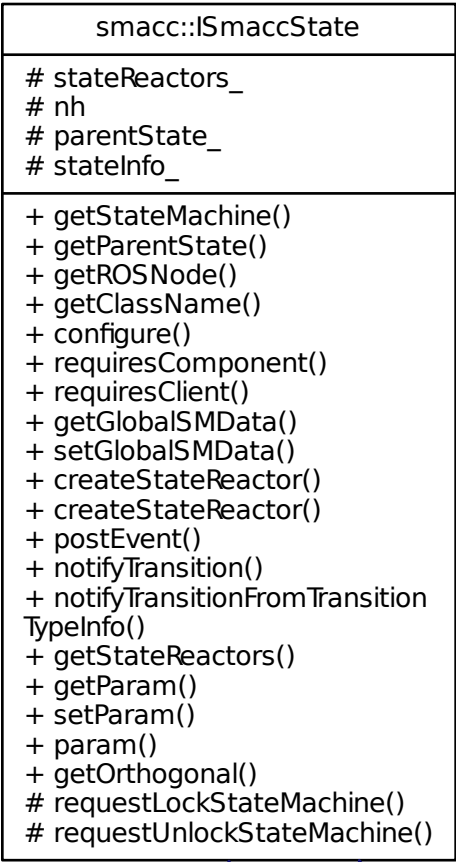 smacc::ISmaccState
# stateReactors_
# nh
# parentState_
# stateInfo_
+ getStateMachine()
+ getParentState()
+ getROSNode()
+ getClassName()
+ configure()
+ requiresComponent()
+ requiresClient()
+ getGlobalSMData()
+ setGlobalSMData()
+ createStateReactor()
+ createStateReactor()
+ postEvent()
+ notifyTransition()
+ notifyTransitionFromTransition
TypeInfo()
+ getStateReactors()
+ getParam()
+ setParam()
+ param()
+ getOrthogonal()
# requestLockStateMachine()
# requestUnlockStateMachine()